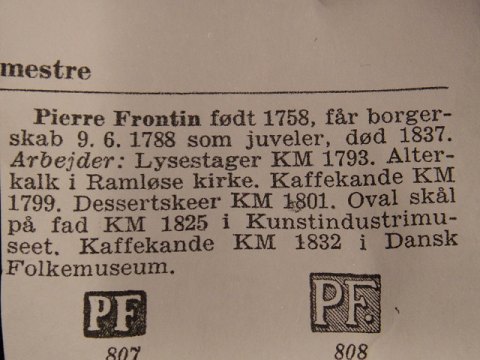 mestre
Pierre Frontin født 1758, får borger-
skab 9. 6. 1788 som juveler, død 1837.
Arbejder: Lysestager KM 1793. Alter-
kalk i Ramløse kirke. Kaffekande KM
1799. Dessertskeer KM 1801. Oval skål
på fad KM 1825 i Kunstindustrimu-
seet. Kaffekande KM 1832 i Dansk
Folkemuseum.
PF PF.
807 808